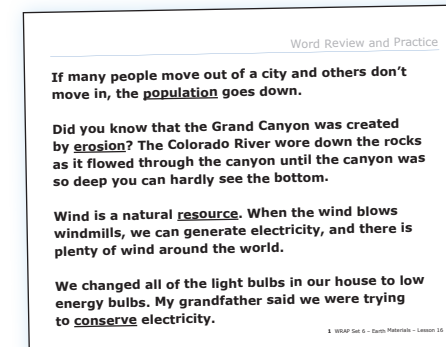 Word Review and Practice
If many people move out of a city and others don't
move in, the population goes down.
Did you know that the Grand Canyon was created
by erosion? The Colorado River wore down the rocks
as it flowed through the canyon until the canyon was
so deep you can hardly see the bottom.
Wind is a natural resource. When the wind blows
windmills, we can generate electricity, and there is
plenty of wind around the world.
We changed all of the light bulbs in our house to low
energy bulbs. My grandfather said we were trying
to conserve electricity.
1 WRAP Set 6 – Earth Materials – Lesson 16